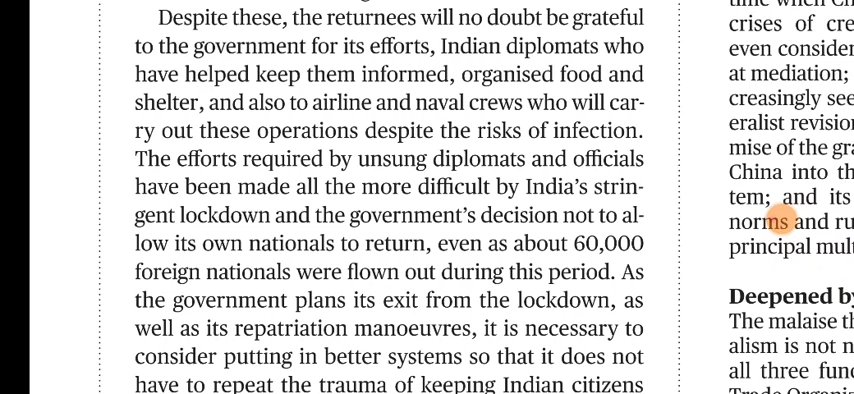 Despite these, the returnees will no doubt be grateful
to the government for its efforts, Indian diplomats who
have helped keep them informed, organised food and
shelter, and also to airline and naval crews who will car-
ry out these operations despite the risks of infection.
The efforts required by unsung diplomats and officials
have been made all the more difficult by India's strin-
gent lockdown and the government's decision not to al-
low its own nationals to return, even as about 60,000
foreign nationals were flown out during this period. As
the government plans its exit from the lockdown, as
well as its repatriation manoeuvres, it is necessary to
consider putting in better systems so that it does not
have to repeat the trauma of keeping Indian citizens
crises of cre
even consider
at mediation;
creasingly see
eralist revision
mise of the gra
China into th
tem; and its
norms and ru
principal mult
Deepened by
The malaise th
alism is not n
all three func